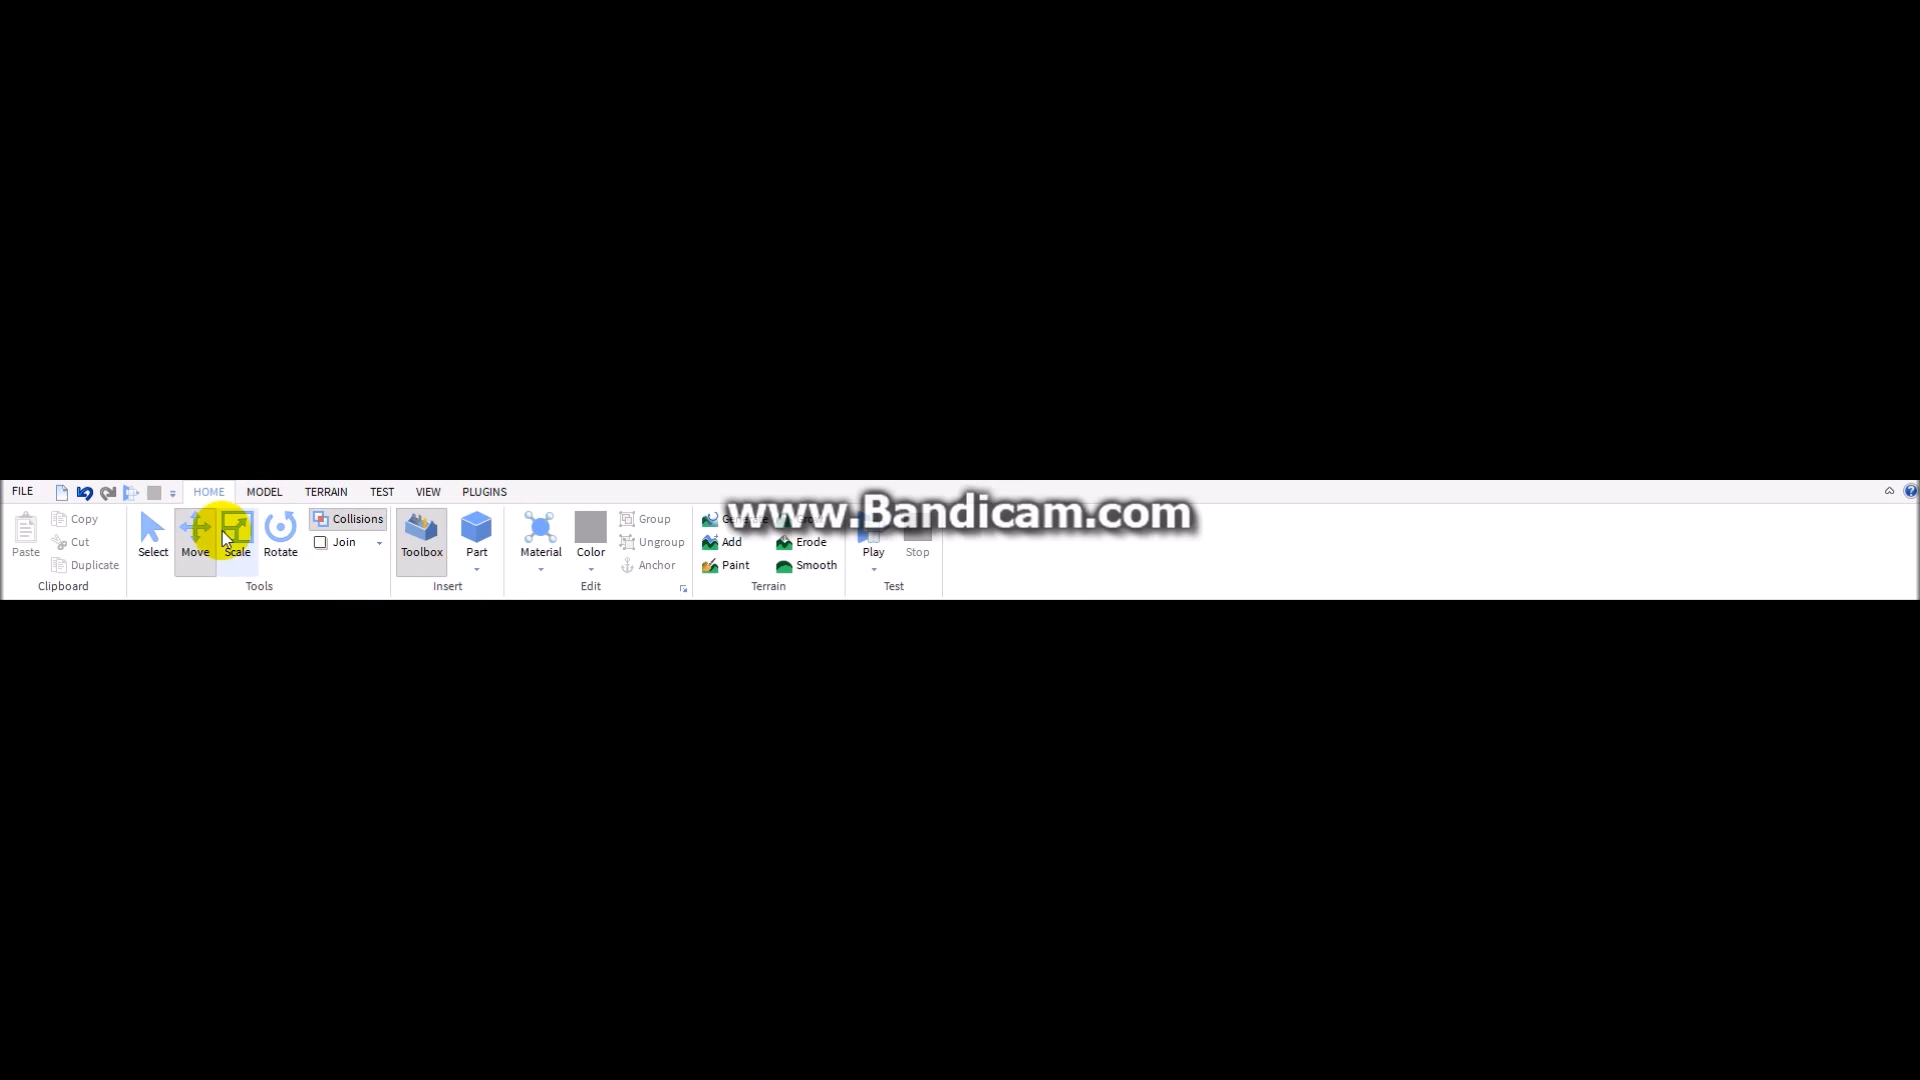 FILE HOME MODEL TERRAIN TEST VIEW PLUGINS
www.Bandicam.com
Paste
Copy
Cut
Duplicate
Clipboard
Select
Move
Scale
Rotate
Collisions
Join
Tools
Toolbox
Part
Insert
Material
Color
Group
Ungroup
Anchor
Edit
Add
Paint
Erode
Smooth
Terrain
Play
Stop
Test